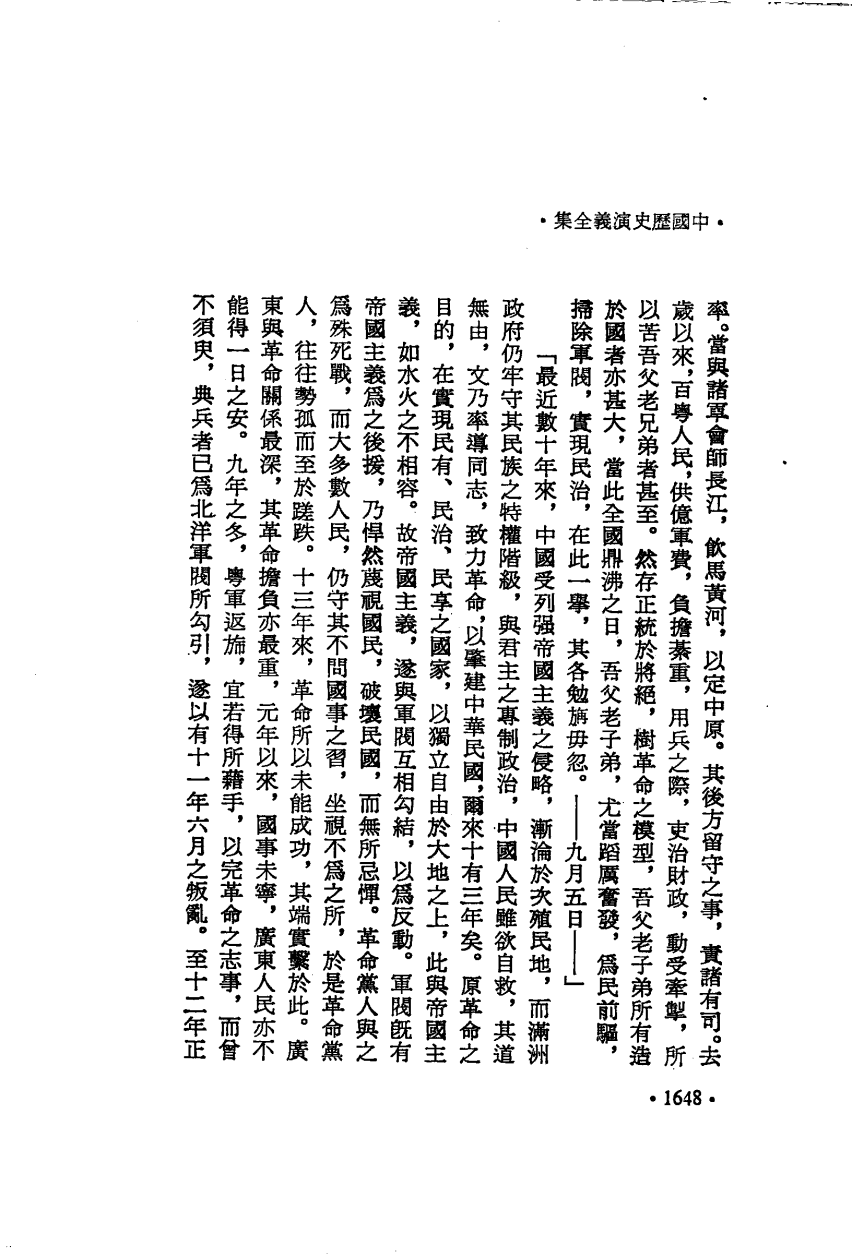 •中國歷史演義全集•
率。當與諸軍會師長江，飲馬黃河，以定中原。其後方留守之事，責諸有司。去
歲以來，百粵人民，供億軍費，負擔綦重，用兵之際，吏治財政，動受牽掣，所
以苦吾父老兄弟者甚至。然存正統於將絕，樹革命之模型，吾父老子弟所有造
於國者亦甚大，當此全國鼎沸之日，吾父老子弟，尤當蹈厲奮發，爲民前驅，
掃除軍閥，實現民治，在此一舉，其各勉旃毋忽。——九月五日——」
「最近數十年來，中國受列强帝國主義之侵略，漸淪於次殖民地，而滿洲
政府仍牢守其民族之特權階級，與君主之專制政治，中國人民雖欲自救，其道
無由，文乃率導同志，致力革命，以肇建中華民國，爾來十有三年矣。原革命之
目的，在實現民有、民治、民享之國家，以獨立自由於大地之上，此與帝國主
義，如水火之不相容。故帝國主義，遂與軍閥互相勾結，以爲反動。軍閥旣有
帝國主義爲之後援，乃悍然蔑視國民，破壞民國，而無所忌憚。革命黨人與之
爲殊死戰，而大多數人民，仍守其不問國事之習，坐視不爲之所，於是革命黨
人，往往勢孤而至於蹉跌。十三年來，革命所以未能成功，其端實繫於此。廣
東與革命關係最深，其革命擔負亦最重，元年以來，國事未寧，廣東人民亦不
能得一日之安。九年之冬，粵軍返旆，宜若得所藉手，以完革命之志事，而曾
不須臾，典兵者已爲北洋軍閥所勾引，遂以有十一年六月之叛亂。至十二年正
•1648•